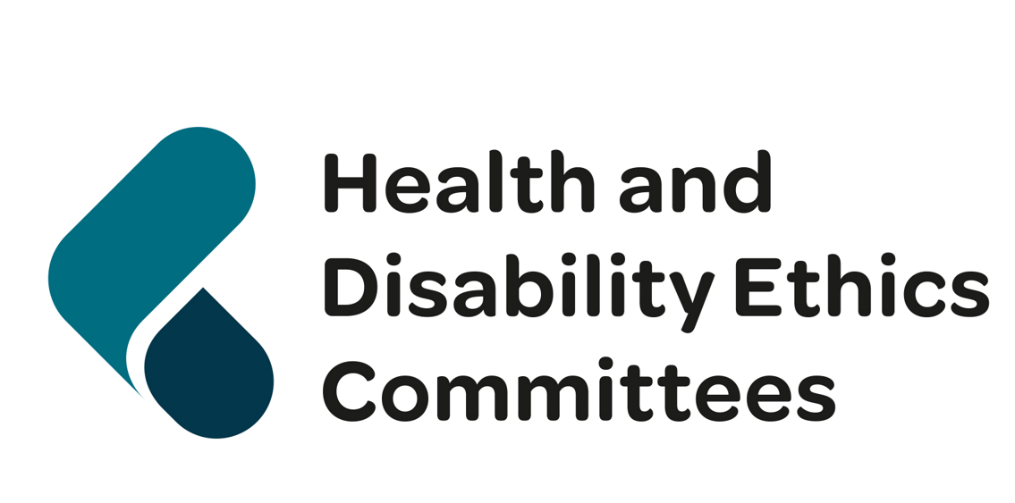 Health and
Disability Ethics
Committees